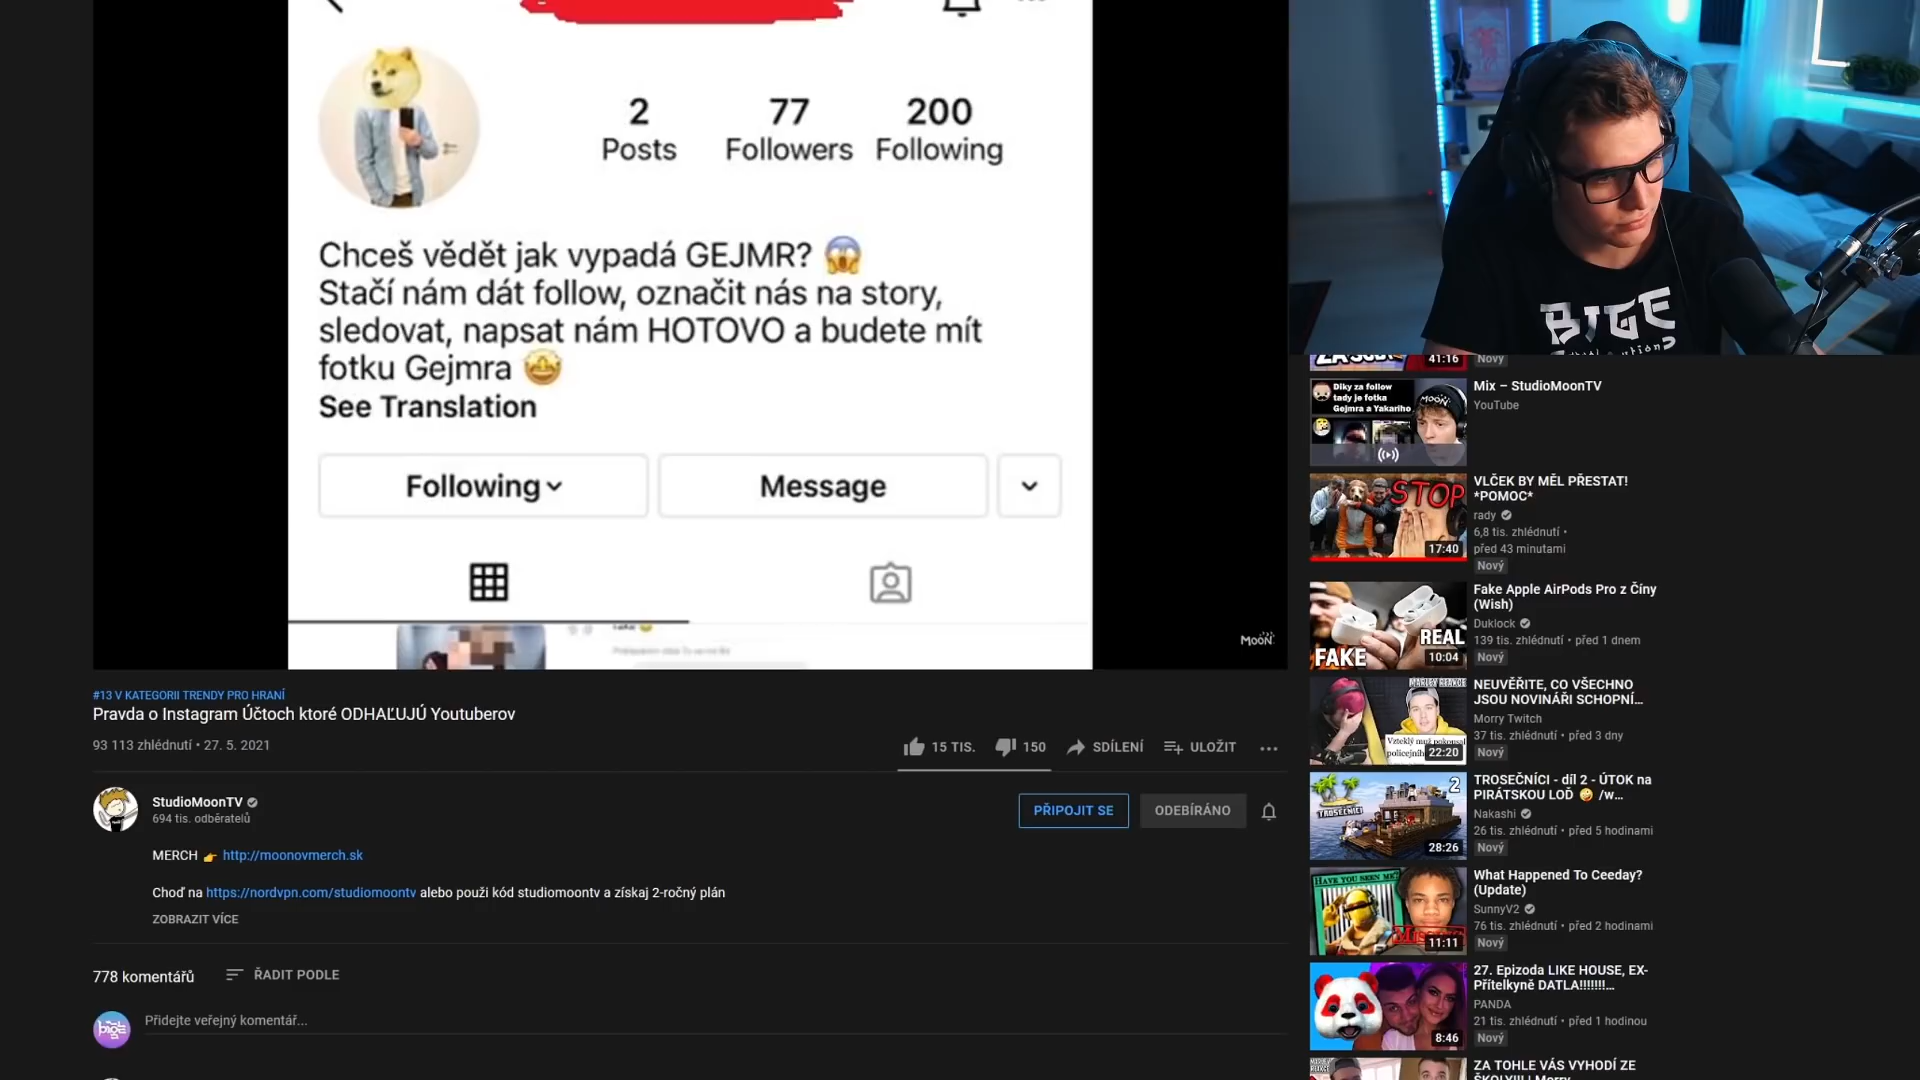 2
Posts
77
Followers
200
Following
Chceš vědět jak vypadá GEJMR? 😱
Stačí nám dát follow, označit nás na story,
sledovat, napsat nám HOTOVO a budete mít
fotku Gejmra 🤩
See Translation
Following
Message
MOON
#13 V KATEGORII TRENDY PRO HRANÍ
Pravda o Instagram Účtoch ktoré ODHAĽUJÚ Youtuberov
93 113 zhlédnutí • 27. 5. 2021
15 TIS.
150
SDÍLENÍ
ULOŽIT
StudioMoonTV
694 tis. odběratelů
PŘIPOJIT SE
ODEBÍRÁNO
MERCH 👉 http://moonovmerch.sk
Choď na https://nordvpn.com/studiomoontv alebo použi kód studiomoontv a získaj 2-ročný plán
ZOBRAZIT VÍCE
778 komentářů
ŘADIT PODLE
Přidejte veřejný komentář...
BIGE
41:16
Nový
Diky za follow
tady je fotka
Gejmra a Yakariho
MOON
Mix – StudioMoonTV
YouTube
STOP
17:40
VLČEK BY MĚL PŘESTAT!
*POMOC*
rady
6,8 tis. zhlédnutí •
před 43 minutami
Nový
REAL
FAKE
10:04
Fake Apple AirPods Pro z Číny
(Wish)
Duklock
139 tis. zhlédnutí • před 1 dnem
Nový
22:20
NEUVĚŘITE, CO VŠECHNO
JSOU NOVINÁŘI SCHOPNÍ...
Morry Twitch
37 tis. zhlédnutí • před 3 dny
Nový
2
TROSEČNÍCI
28:26
TROSEČNÍCI - díl 2 - ÚTOK na
PIRÁTSKOU LOĎ 🤪 /w...
Nakashi
26 tis. zhlédnutí • před 5 hodinami
Nový
HAVE YOU SEEN ME?
11:11
What Happened To Ceeday?
(Update)
SunnyV2
76 tis. zhlédnutí • před 2 hodinami
Nový
8:46
27. Epizoda LIKE HOUSE, EX-
Přítelkyně DATLA!!!!!!!...
PANDA
21 tis. zhlédnutí • před 1 hodinou
Nový
ZA TOHLE VÁS VYHODÍ ZE